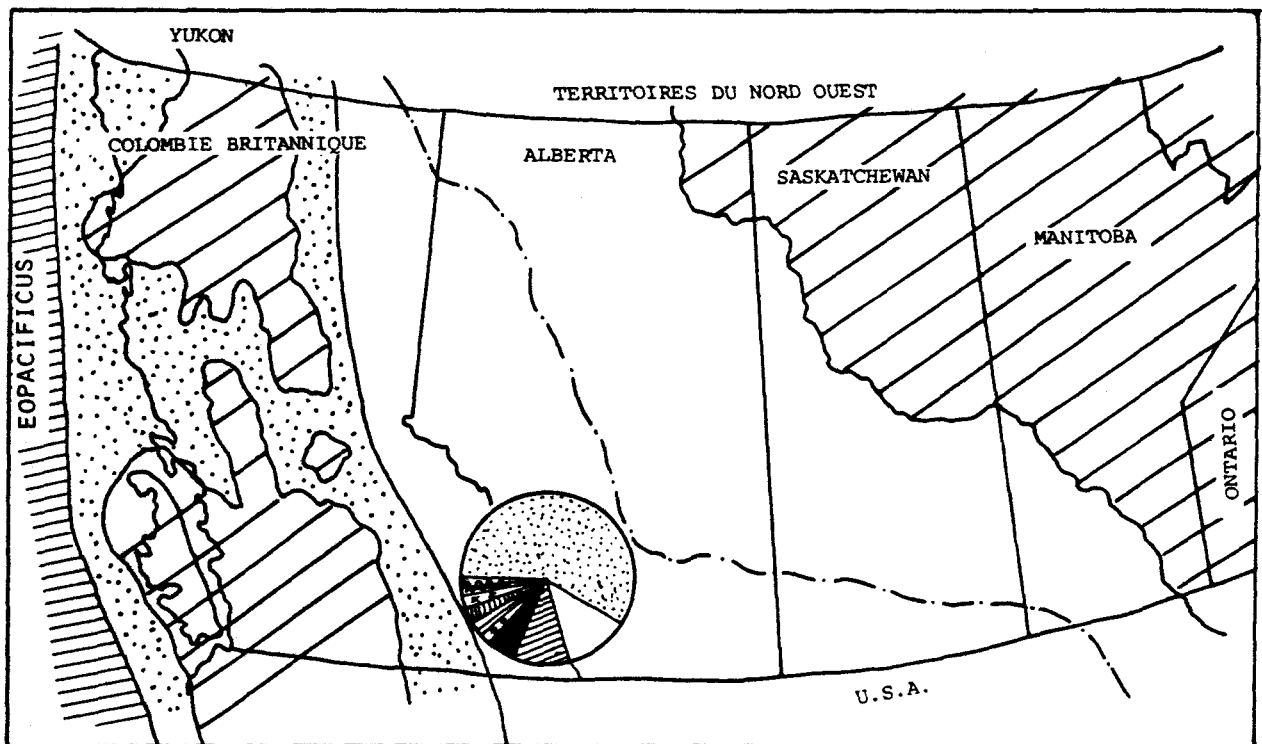 YUKON
TERRITOIRES DU NORD OUEST
COLOMBIE BRITANNIQUE
ALBERTA
SASKATCHEWAN
MANITOBA
EOPACIFICUS
ONTARIO
U.S.A.